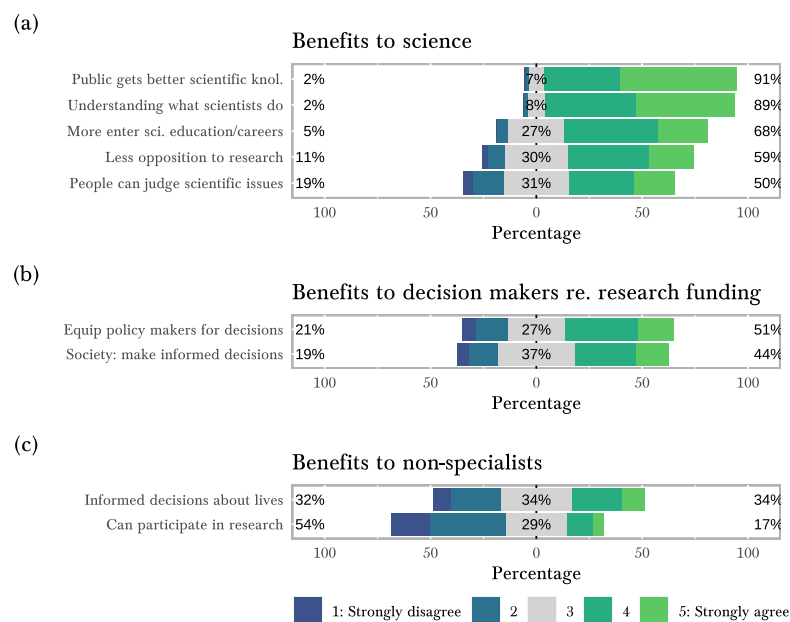 (a)
Benefits to science
Public gets better scientific knol. 2% 7% 91%
Understanding what scientists do 2% 8% 89%
More enter sci. education/careers 5% 27% 68%
Less opposition to research 11% 30% 59%
People can judge scientific issues 19% 31% 50%
100 50 0 50 100
Percentage
(b)
Benefits to decision makers re. research funding
Equip policy makers for decisions 21% 27% 51%
Society: make informed decisions 19% 37% 44%
100 50 0 50 100
Percentage
(c)
Benefits to non-specialists
Informed decisions about lives 32% 34% 34%
Can participate in research 54% 29% 17%
100 50 0 50 100
Percentage
1: Strongly disagree 2 3 4 5: Strongly agree